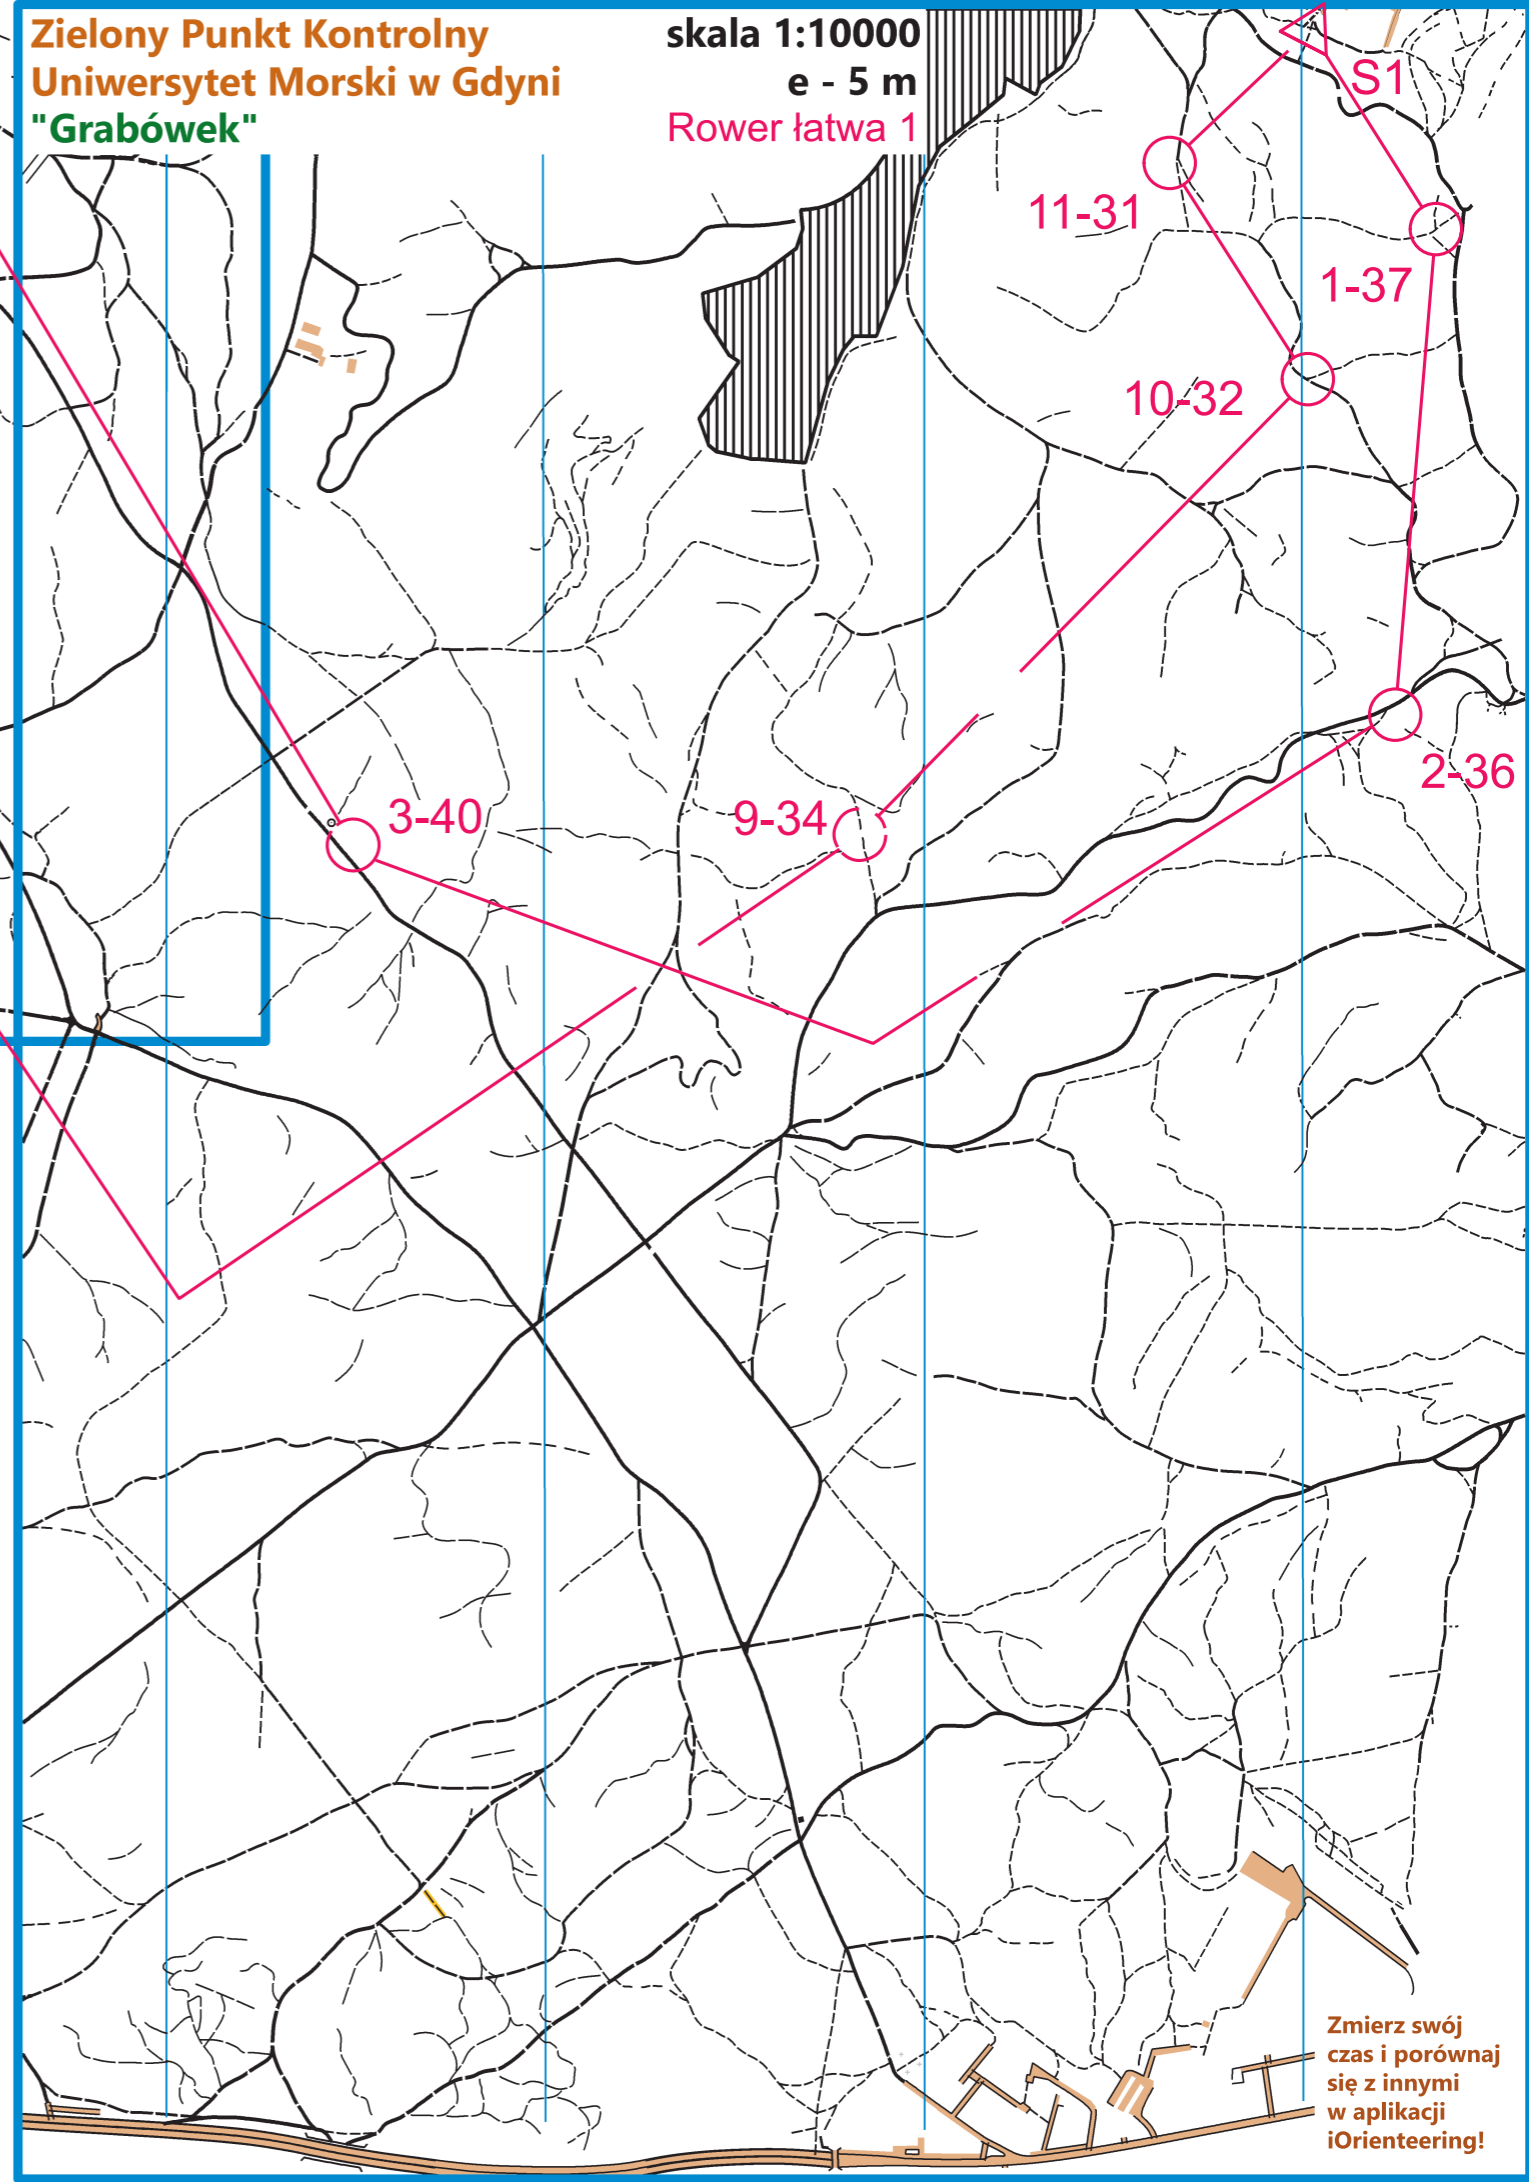 Zielony Punkt Kontrolny
Uniwersytet Morski w Gdyni
"Grabówek"
skala 1:10000
e - 5 m
Rower łatwa 1
S1
11-31
1-37
10-32
2-36
3-40
9-34
Zmierz swój
czas i porównaj
się z innymi
w aplikacji
iOrienteering!